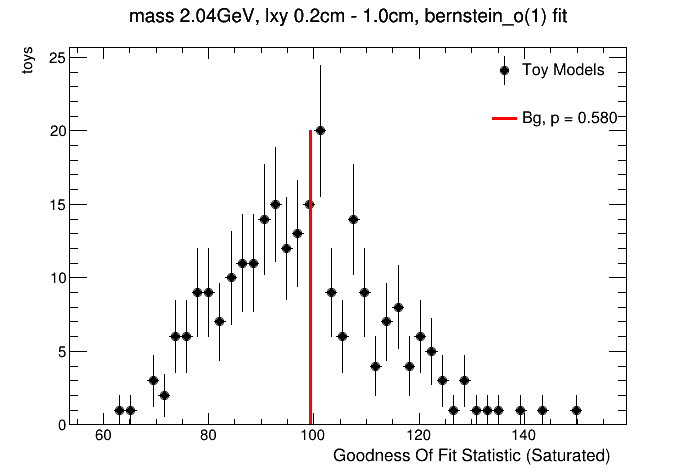 mass 2.04GeV, lxy 0.2cm - 1.0cm, bernstein_o(1) fit
toys
25
20
15
10
5
0
Toy Models
Bg, p = 0.580
60 80 100 120 140
Goodness Of Fit Statistic (Saturated)